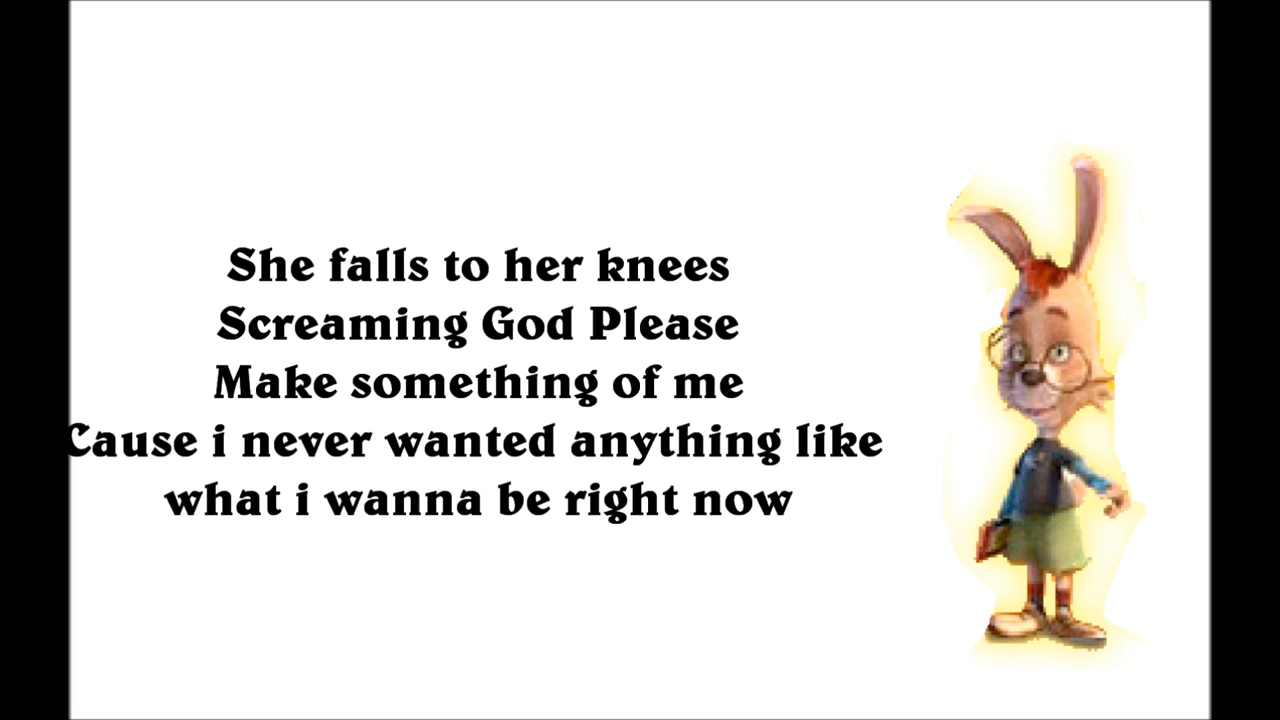 She falls to her knees
Screaming God Please
Make something of me
Cause i never wanted anything like
what i wanna be right now